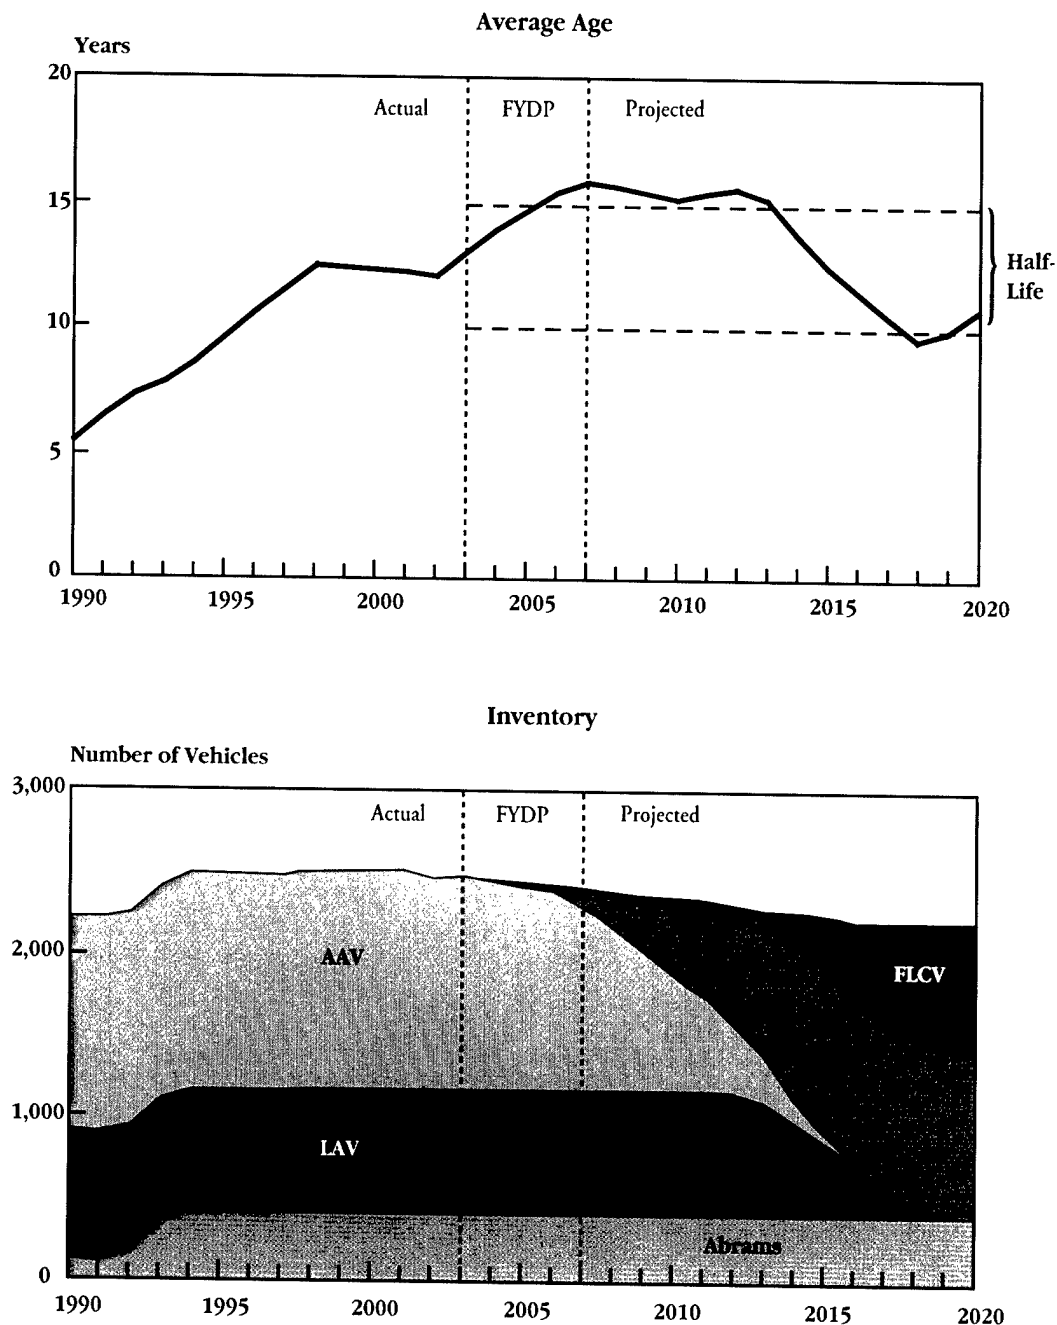 Average Age
Years
20
15
10
5
0
Actual
FYDP
Projected
Half-
Life
1990
1995
2000
2005
2010
2015
2020
Inventory
Number of Vehicles
3,000
2,000
1,000
0
Actual
FYDP
Projected
AAV
FLCV
LAV
Abrams
1990
1995
2000
2005
2010
2015
2020